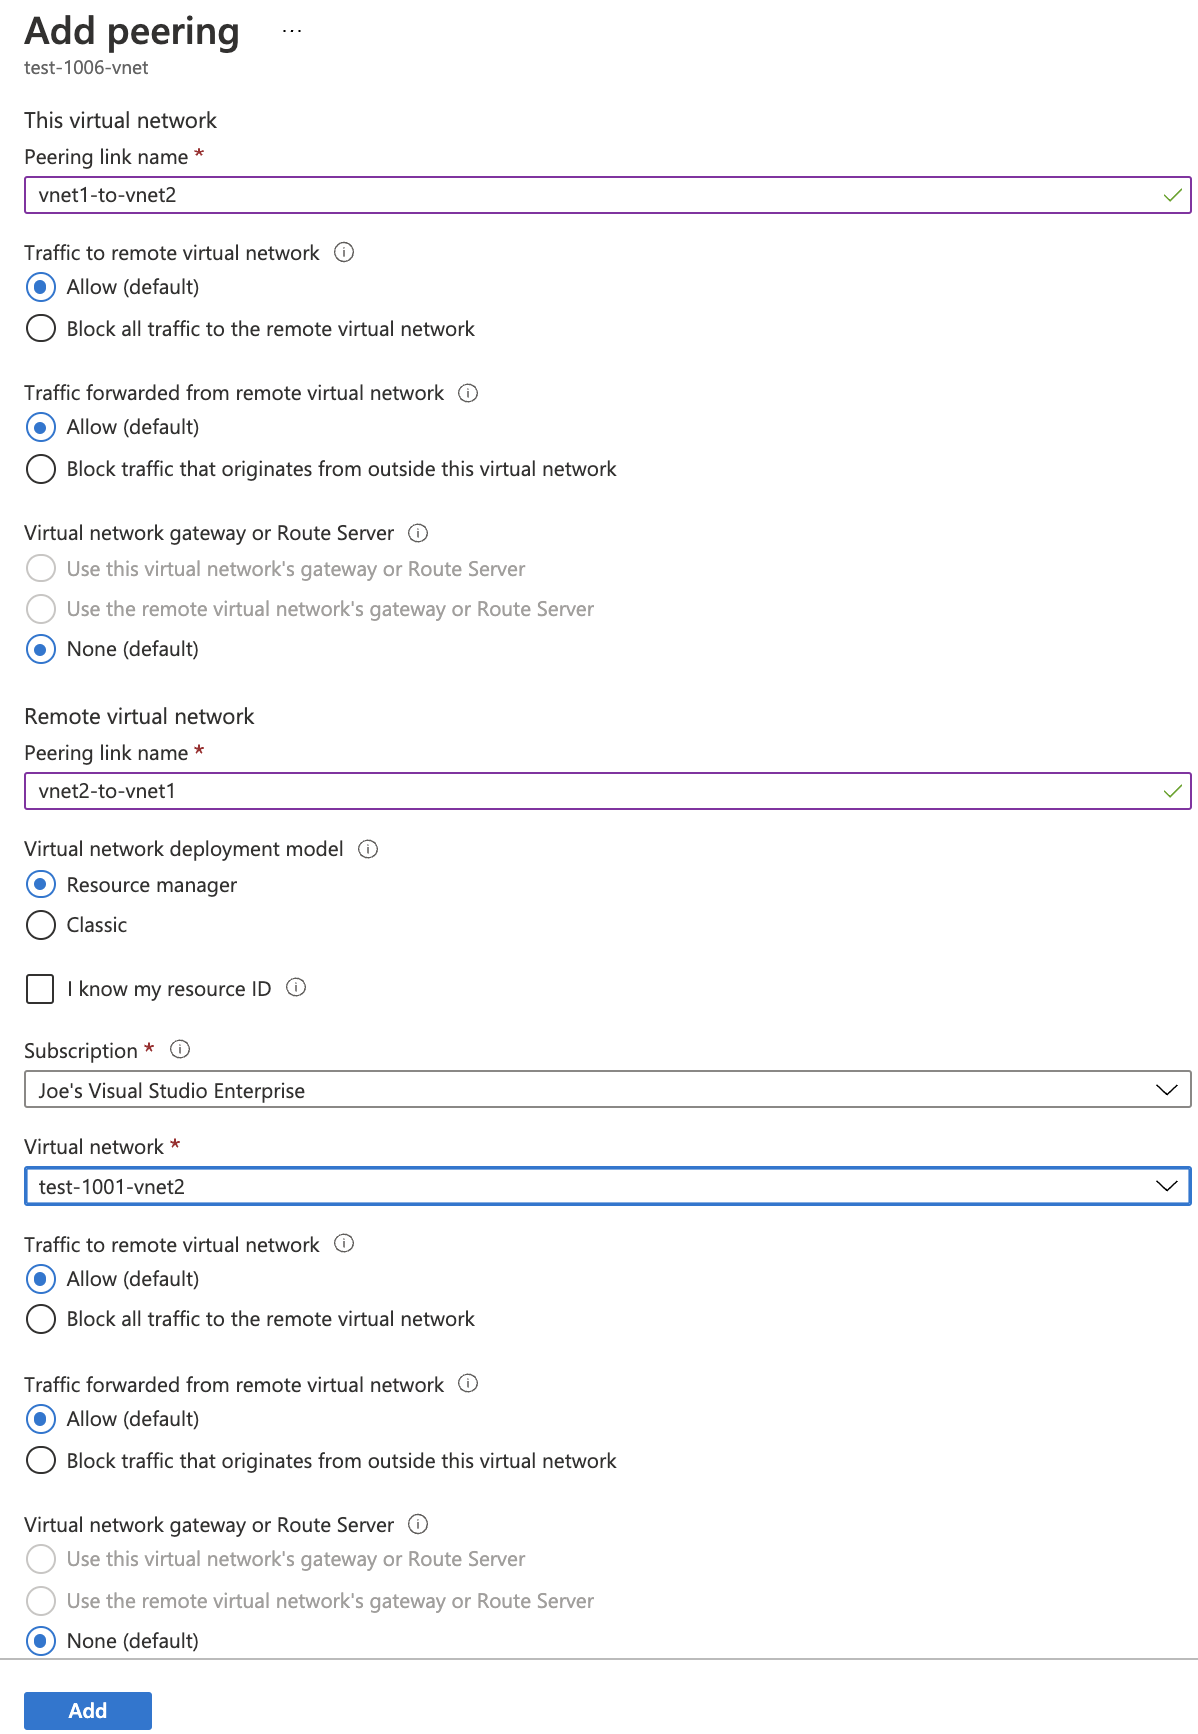 Add peering ...
test-1006-vnet
This virtual network
Peering link name *
vnet1-to-vnet2
Traffic to remote virtual network
Allow (default)
Block all traffic to the remote virtual network
Traffic forwarded from remote virtual network
Allow (default)
Block traffic that originates from outside this virtual network
Virtual network gateway or Route Server
Use this virtual network's gateway or Route Server
Use the remote virtual network's gateway or Route Server
None (default)
Remote virtual network
Peering link name *
vnet2-to-vnet1
Virtual network deployment model
Resource manager
Classic
I know my resource ID
Subscription *
Joe's Visual Studio Enterprise
Virtual network *
test-1001-vnet2
Traffic to remote virtual network
Allow (default)
Block all traffic to the remote virtual network
Traffic forwarded from remote virtual network
Allow (default)
Block traffic that originates from outside this virtual network
Virtual network gateway or Route Server
Use this virtual network's gateway or Route Server
Use the remote virtual network's gateway or Route Server
None (default)
Add